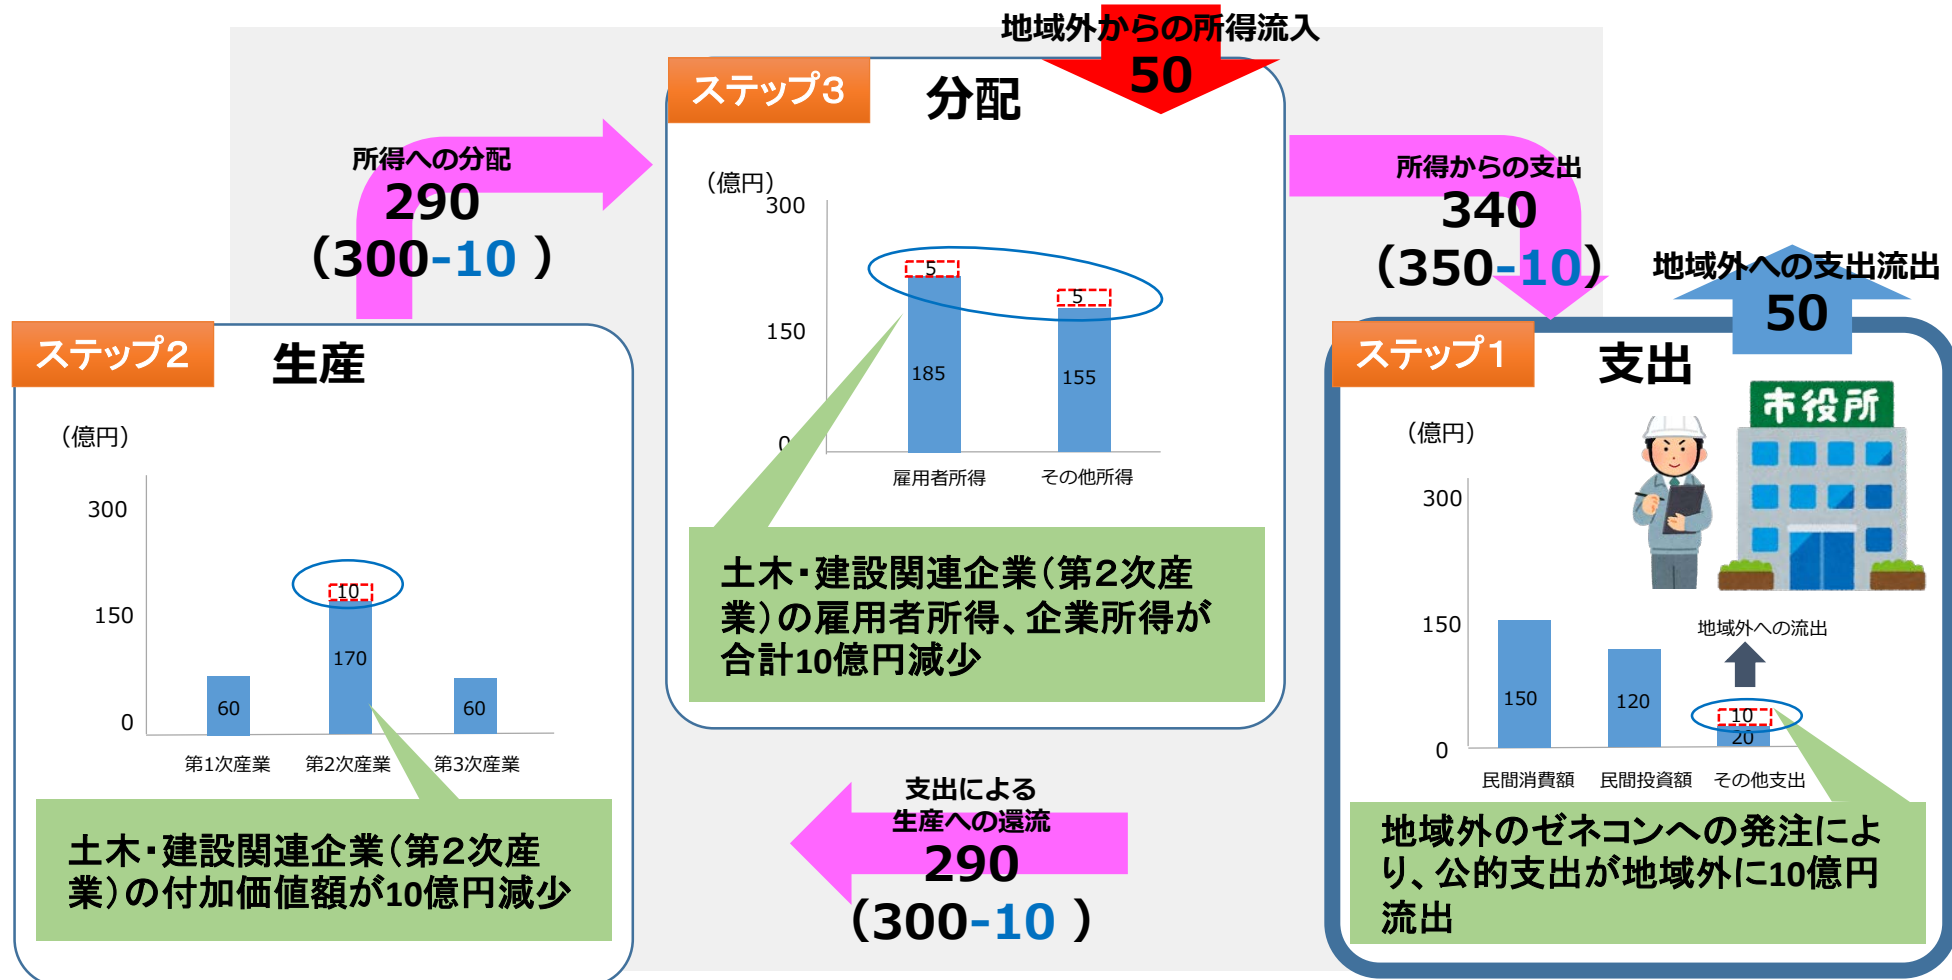 地域外からの所得流入
50
ステップ3
分配
(億円)
300
150
0
5
5
185
155
雇用者所得
その他所得
土木・建設関連企業(第2次産
業)の雇用者所得、企業所得が
合計10億円減少
所得への分配
290
(300-10 )
所得からの支出
340
(350-10)
地域外への支出流出
50
ステップ2
生産
(億円)
300
150
0
10
60
170
60
第1次産業
第2次産業
第3次産業
土木・建設関連企業(第2次産
業)の付加価値額が10億円減少
ステップ1
支出
市役所
(億円)
300
150
0
地域外への流出
150
120
10
20
民間消費額
民間投資額
その他支出
地域外のゼネコンへの発注によ
り、公的支出が地域外に10億円
流出
支出による
生産への還流
290
(300-10 )